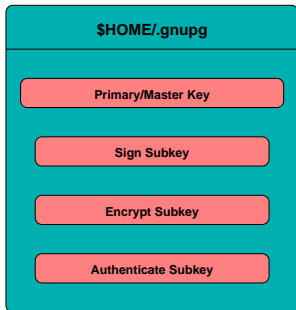 $HOME/.gnupg
Primary/Master Key
Sign Subkey
Encrypt Subkey
Authenticate Subkey